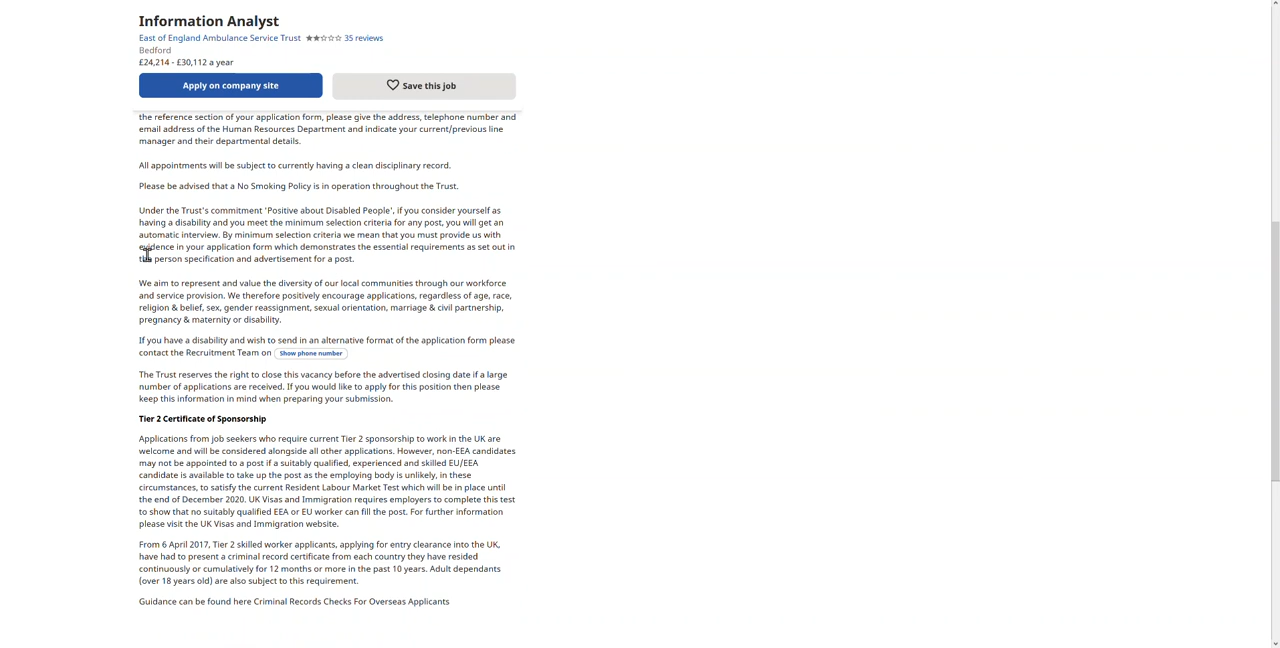 Information Analyst
East of England Ambulance Service Trust ★★☆☆☆ 35 reviews
Bedford
£24,214 - £30,112 a year
Apply on company site
Save this job
the reference section of your application form, please give the address, telephone number and
email address of the Human Resources Department and indicate your current/previous line
manager and their departmental details.
All appointments will be subject to currently having a clean disciplinary record.
Please be advised that a No Smoking Policy is in operation throughout the Trust.
Under the Trust's commitment 'Positive about Disabled People', if you consider yourself as
having a disability and you meet the minimum selection criteria for any post, you will get an
automatic interview. By minimum selection criteria we mean that you must provide us with
evidence in your application form which demonstrates the essential requirements as set out in
the person specification and advertisement for a post.
We aim to represent and value the diversity of our local communities through our workforce
and service provision. We therefore positively encourage applications, regardless of age, race,
religion & belief, sex, gender reassignment, sexual orientation, marriage & civil partnership,
pregnancy & maternity or disability.
If you have a disability and wish to send in an alternative format of the application form please
contact the Recruitment Team on Show phone number
The Trust reserves the right to close this vacancy before the advertised closing date if a large
number of applications are received. If you would like to apply for this position then please
keep this information in mind when preparing your submission.
Tier 2 Certificate of Sponsorship
Applications from job seekers who require current Tier 2 sponsorship to work in the UK are
welcome and will be considered alongside all other applications. However, non-EEA candidates
may not be appointed to a post if a suitably qualified, experienced and skilled EU/EEA
candidate is available to take up the post as the employing body is unlikely, in these
circumstances, to satisfy the current Resident Labour Market Test which will be in place until
the end of December 2020. UK Visas and Immigration requires employers to complete this test
to show that no suitably qualified EEA or EU worker can fill the post. For further information
please visit the UK Visas and Immigration website.
From 6 April 2017, Tier 2 skilled worker applicants, applying for entry clearance into the UK,
have had to present a criminal record certificate from each country they have resided
continuously or cumulatively for 12 months or more in the past 10 years. Adult dependants
(over 18 years old) are also subject to this requirement.
Guidance can be found here Criminal Records Checks For Overseas Applicants